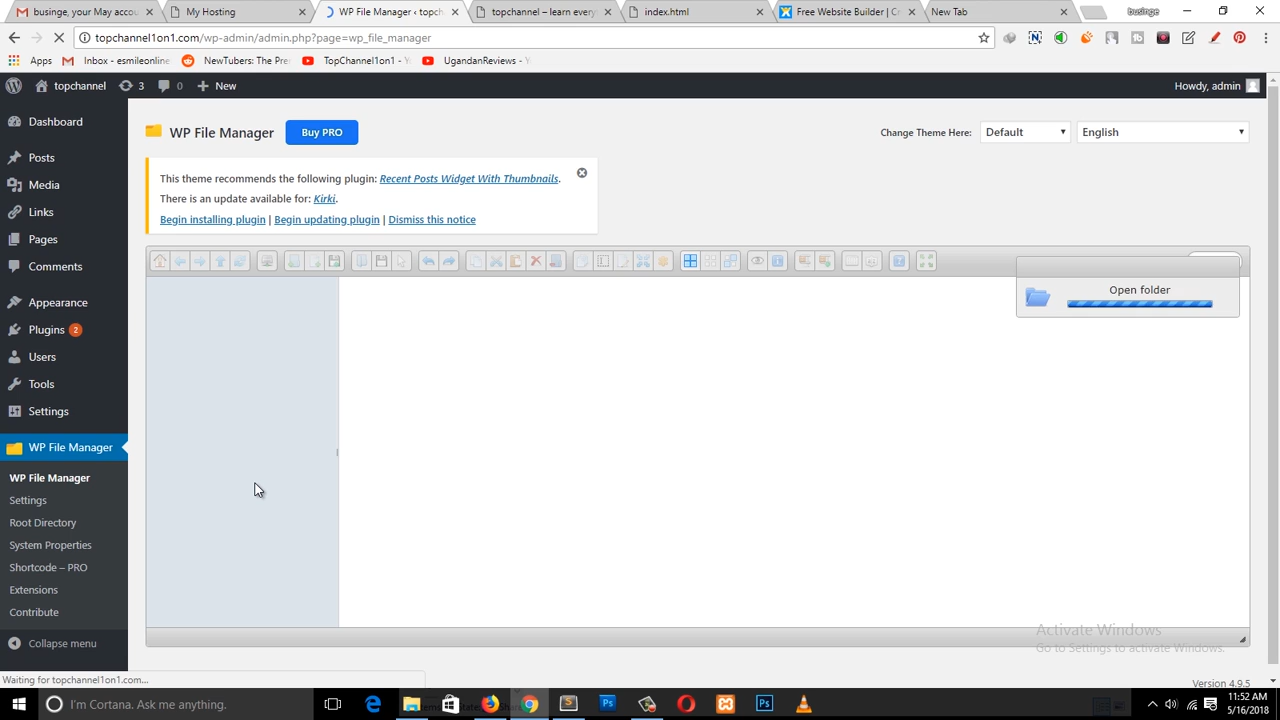 businge, your May accou
My Hosting
WP File Manager ‹ topch
topchannel – learn every
index.html
Free Website Builder | Cr
New Tab
businge
topchannel1on1.com/wp-admin/admin.php?page=wp_file_manager
Apps
Inbox - esmileonline
NewTubers: The Pre
TopChannel1on1 - Y
UgandanReviews - Y
topchannel
3
0
New
Howdy, admin
Dashboard
Posts
Media
Links
Pages
Comments
Appearance
Plugins 2
Users
Tools
Settings
WP File Manager
WP File Manager
Settings
Root Directory
System Properties
Shortcode – PRO
Extensions
Contribute
Collapse menu
WP File Manager
Buy PRO
Change Theme Here:
Default
English
This theme recommends the following plugin: Recent Posts Widget With Thumbnails.
There is an update available for: Kirki.
Begin installing plugin | Begin updating plugin | Dismiss this notice
Open folder
Activate Windows
Go to Settings to activate Windows.
Waiting for topchannel1on1.com...
Version 4.9.5
I'm Cortana. Ask me anything.
11:52 AM
5/16/2018